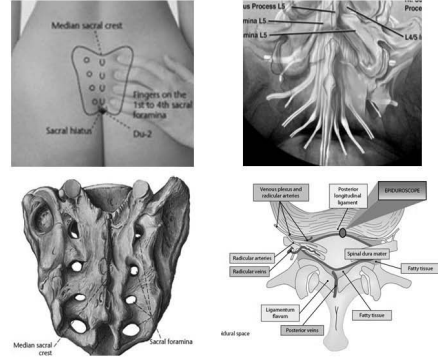 Median sacral crest
Fingers on the
1st to 4th sacral
foramina
Sacral hiatus
Du-2
us Process L5
mina L5
mina L5
Proce
L4/5
Median sacral
crest
Sacral foramina
Venous plexus and
radicular arteries
Posterior
longitudinal
ligament
EPIDUROSCOPE
Radicular arteries
Radicular veins
Spinal dura mater
Fatty tissue
Ligamentum
flavum
Posterior veins
Fatty tissue
idural space